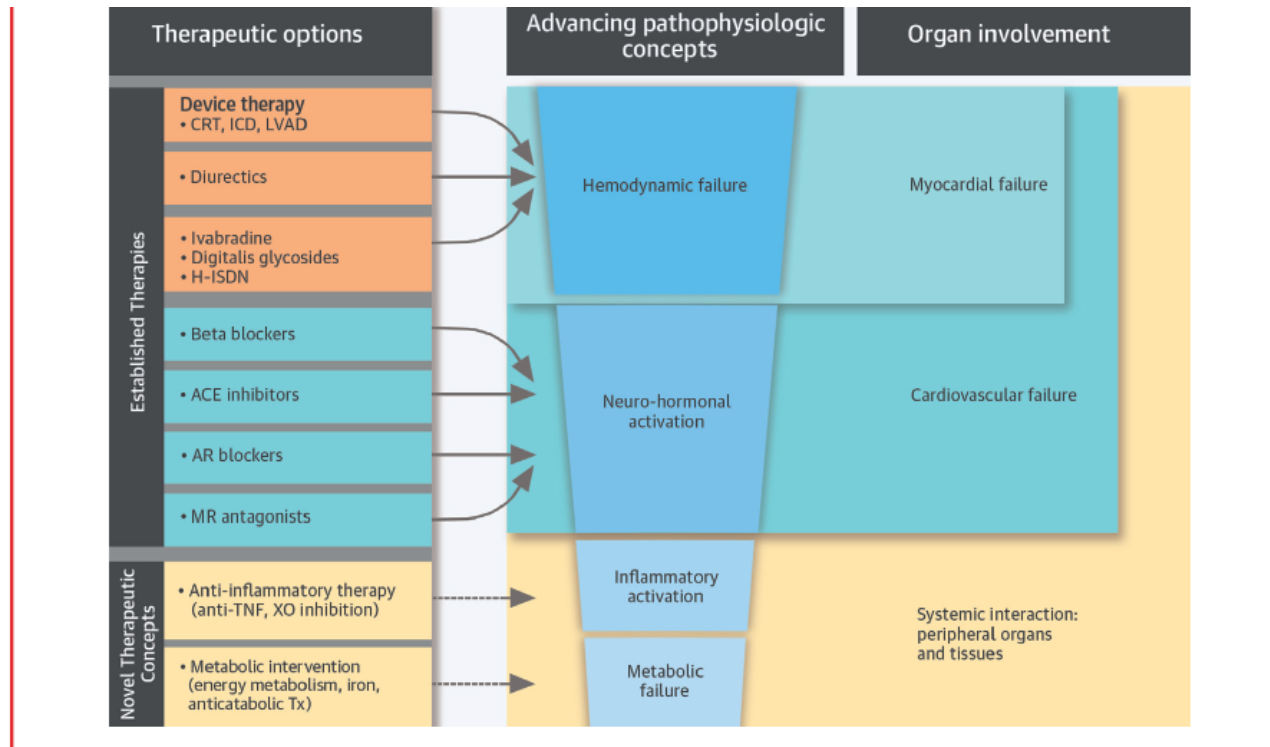 Therapeutic options
Advancing pathophysiologic
concepts
Organ involvement
Established Therapies
Device therapy
• CRT, ICD, LVAD
• Diurectics
• Ivabradine
• Digitalis glycosides
• H-ISDN
• Beta blockers
• ACE inhibitors
• AR blockers
• MR antagonists
Novel Therapeutic
Concepts
• Anti-inflammatory therapy
(anti-TNF, XO inhibition)
• Metabolic intervention
(energy metabolism, iron,
anticatabolic Tx)
Hemodynamic failure
Neuro-hormonal
activation
Inflammatory
activation
Metabolic
failure
Myocardial failure
Cardiovascular failure
Systemic interaction:
peripheral organs
and tissues